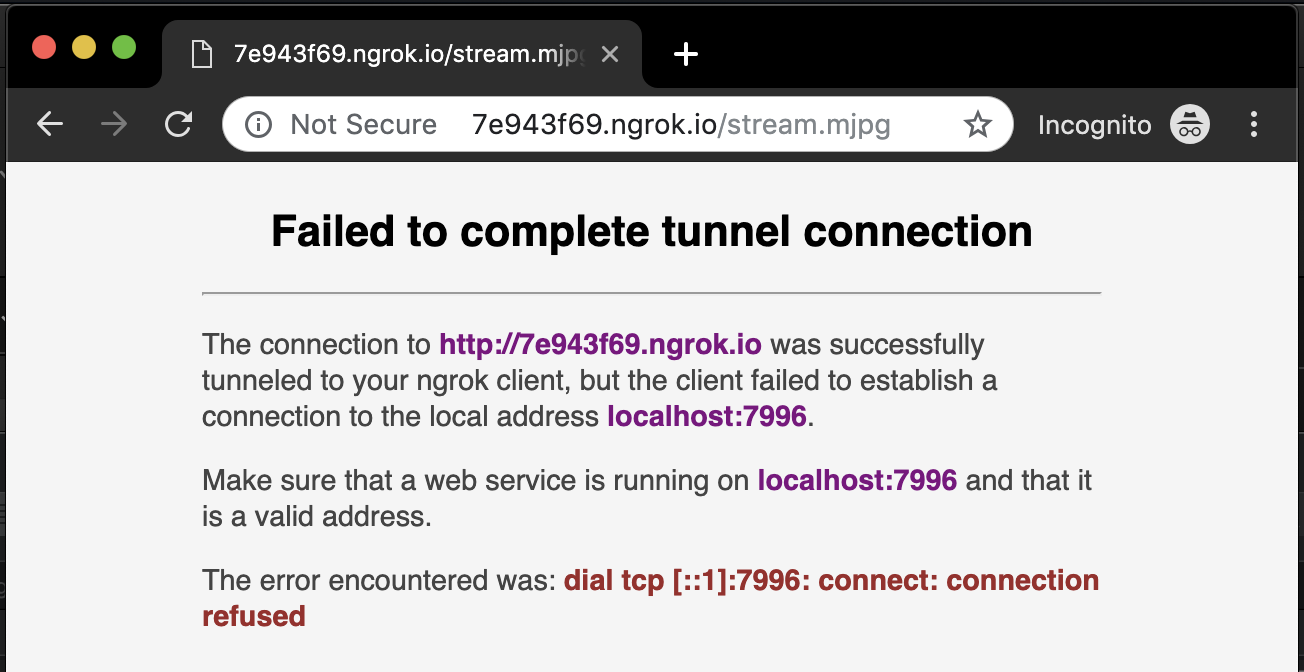 7e943f69.ngrok.io/stream.mjp
Not Secure 7e943f69.ngrok.io/stream.mjpg Incognito
Failed to complete tunnel connection
The connection to http://7e943f69.ngrok.io was successfully
tunneled to your ngrok client, but the client failed to establish a
connection to the local address localhost:7996.
Make sure that a web service is running on localhost:7996 and that it
is a valid address.
The error encountered was: dial tcp [::1]:7996: connect: connection
refused